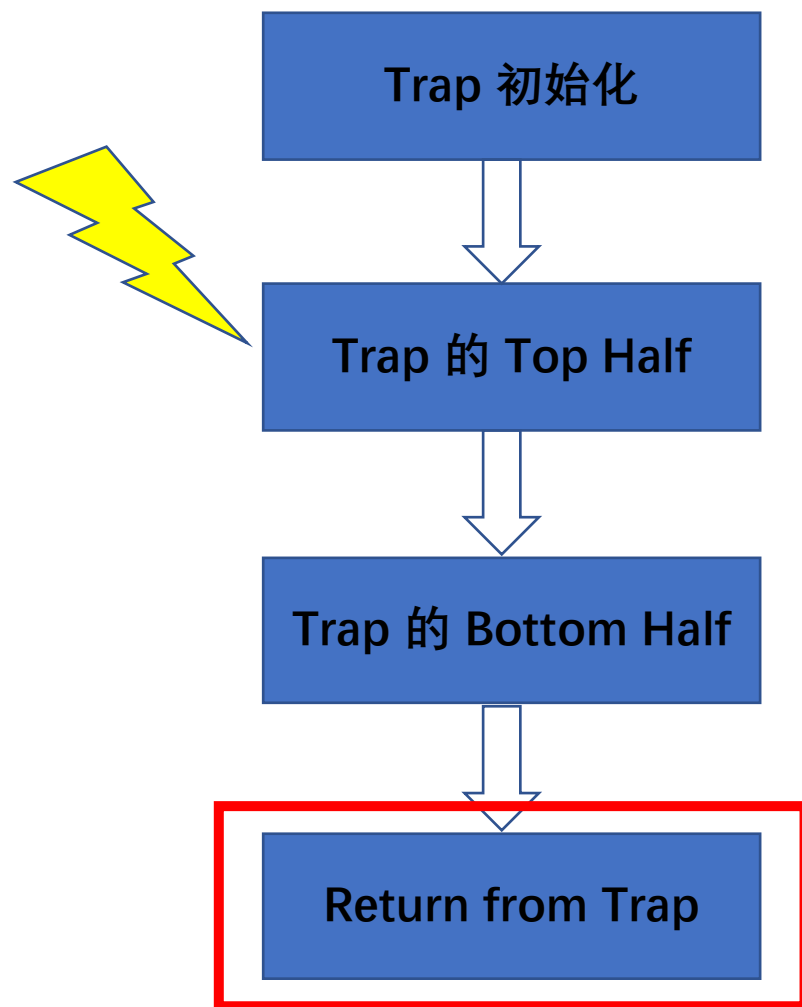 Trap 初始化
Trap 的 Top Half
Trap 的 Bottom Half
Return from Trap